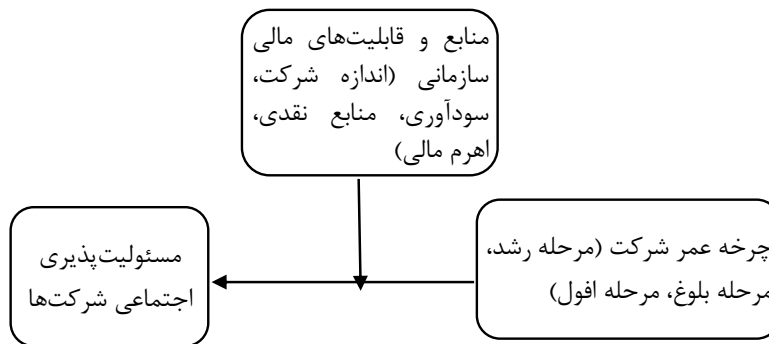 منابع و قابلیت‌های مالی
سازمانی (اندازه شرکت،
سودآوری، منابع نقدی،
اهرم مالی)
چرخه عمر شرکت (مرحله رشد،
مرحله بلوغ، مرحله افول)
مسئولیت‌پذیری
اجتماعی شرکت‌ها